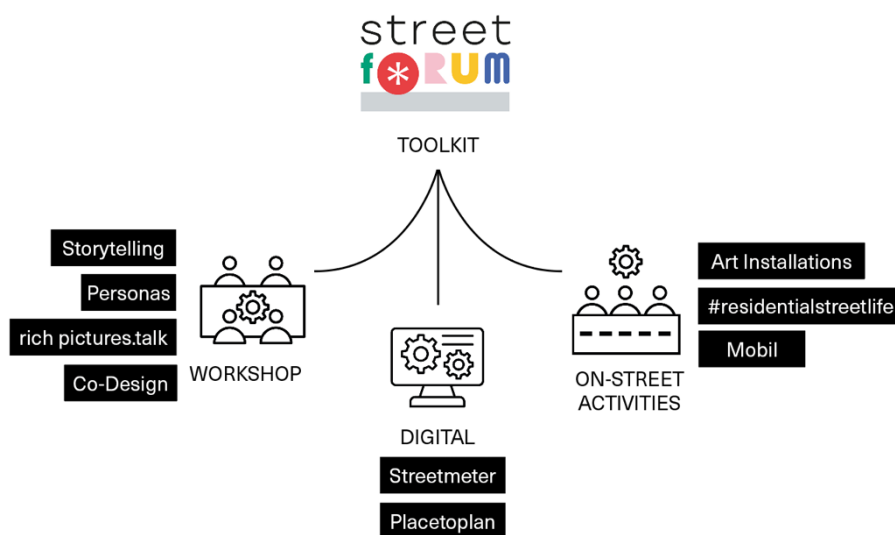 street
fORUM
TOOLKIT
Storytelling
Personas
rich pictures.talk
Co-Design
WORKSHOP
DIGITAL
Streetmeter
Placetoplan
ON-STREET
ACTIVITIES
Art Installations
#residentialstreetlife
Mobil